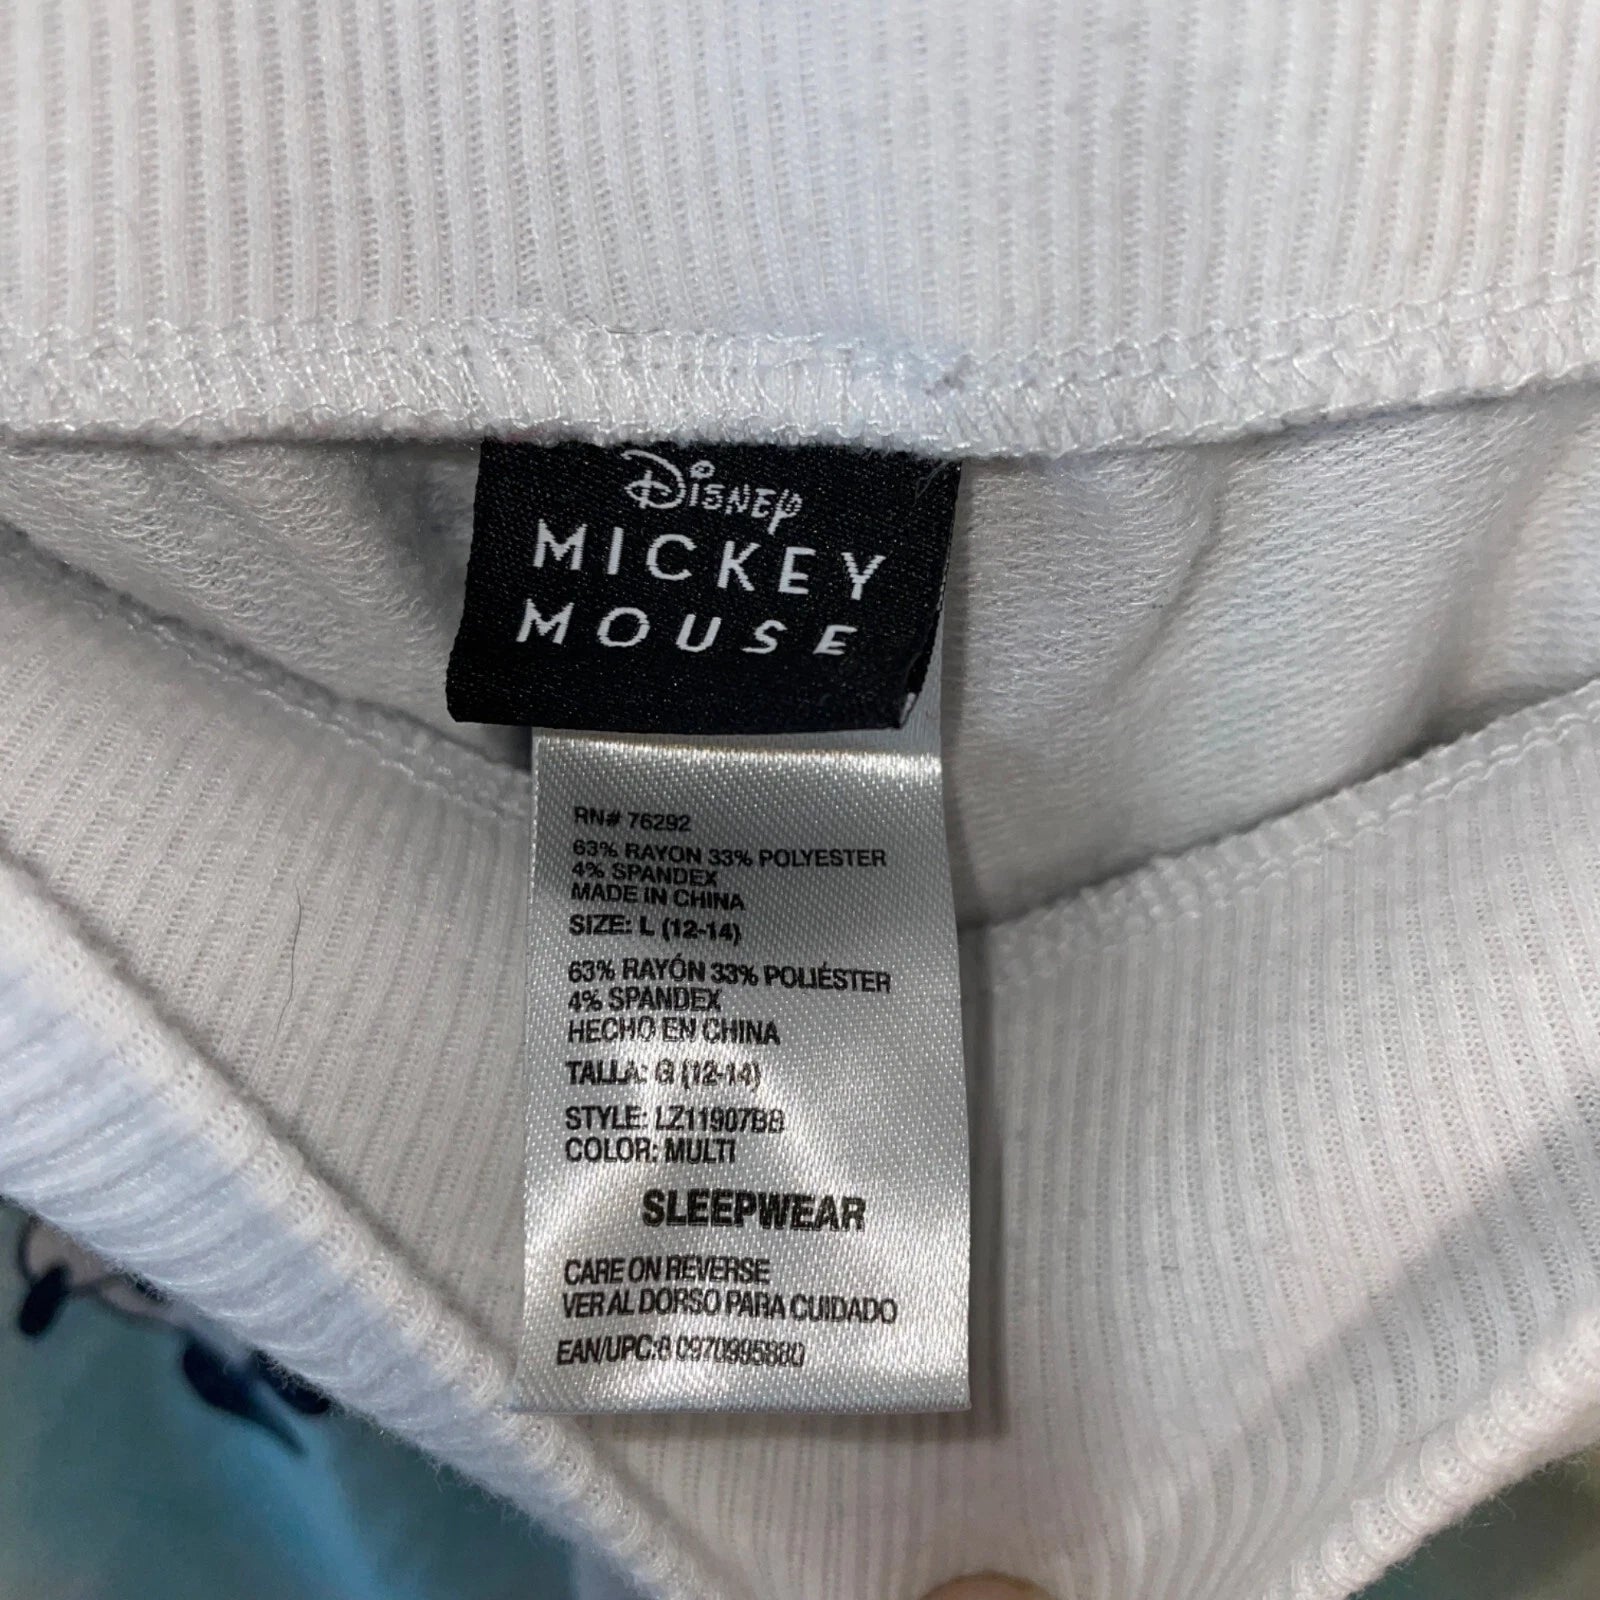 Disney
MICKEY
MOUSE
RN# 76292
63% RAYON 33% POLYESTER
4% SPANDEX
MADE IN CHINA
SIZE: L (12-14)
63% RAYÓN 33% POLIÉSTER
4% SPANDEX
HECHO EN CHINA
TALLA: G (12-14)
STYLE: LZ11907BB
COLOR: MULTI
SLEEPWEAR
CARE ON REVERSE
VER AL DORSO PARA CUIDADO
EAN/UPC:8 0970995880